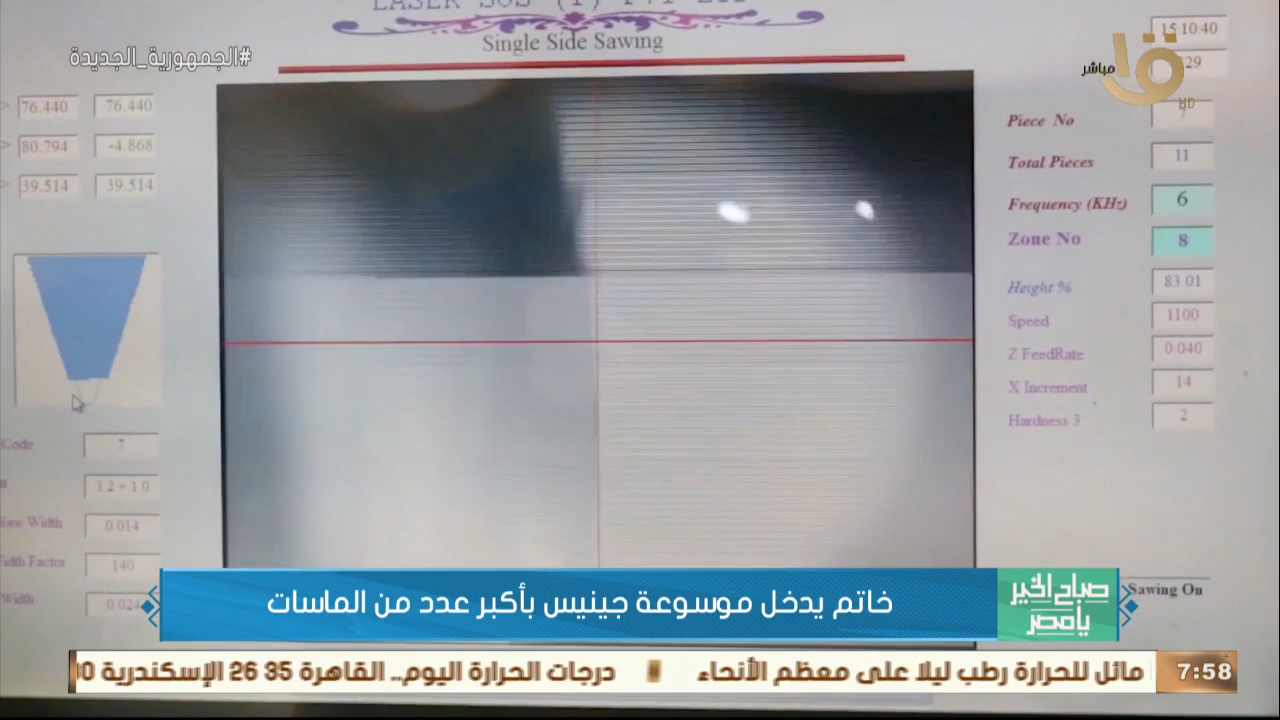 Single Side Sawing
#الجمهورية_الجديدة
15:10:40
مباشر
HD
76.440 76.440
80.794 -4.868
39.514 39.514
Piece No
7
Total Pieces 11
Frequency (KHz) 6
Zone No 8
Height % 83.01
Speed 1100
Z FeedRate 0.040
X Increment 14
Hardness 3 2
Code 7
Saw Width 0.014
Width Factor 140
Width 0.024
Sawing On
خاتم يدخل موسوعة جينيس بأكبر عدد من الماسات
صباح الخير
يا مصر
مائل للحرارة رطب ليلا على معظم الأنحاء
درجات الحرارة اليوم.. القاهرة 35 26 الإسكندرية
7:58